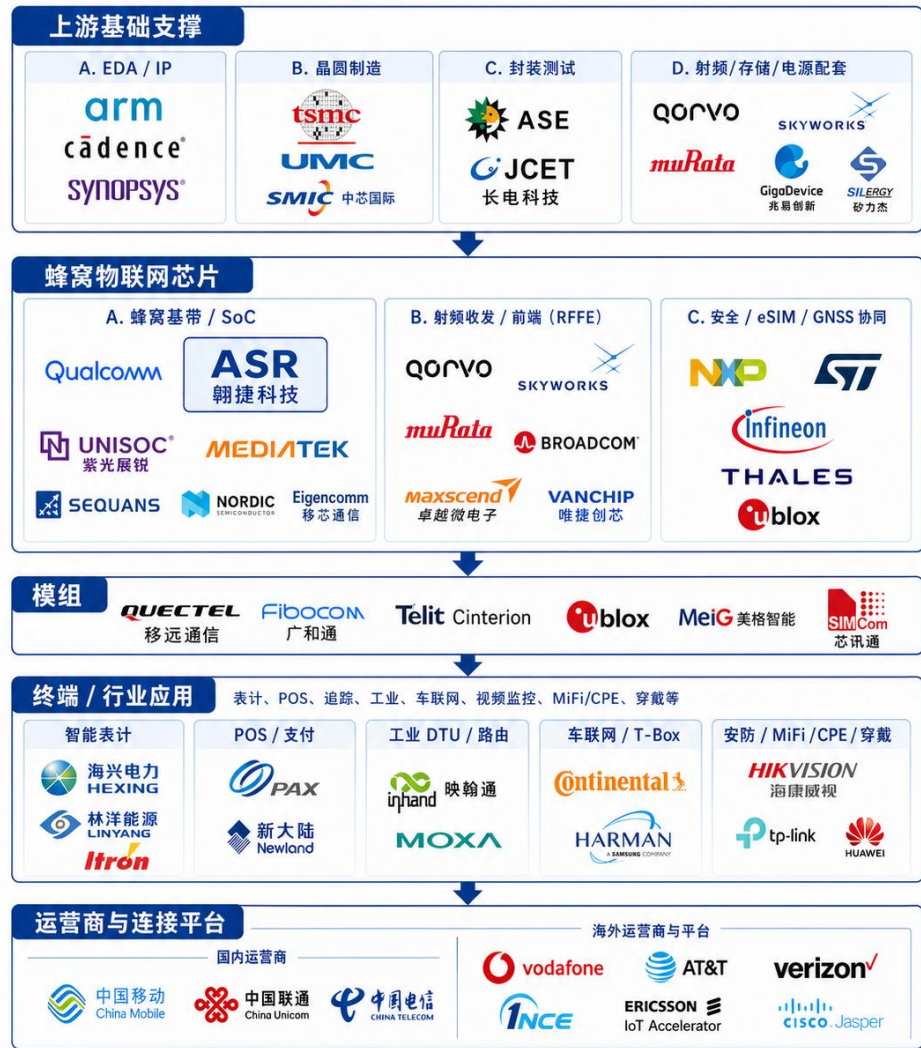 上游基础支撑
A. EDA / IP
arm
cādence®
SYNOPSYS®
B. 晶圆制造
tsmc
UMC
SMIC 中芯国际
C. 封装测试
ASE
JCET
长电科技
D. 射频/存储/电源配套
QORVO
SKYWORKS
muRata
GigaDevice
兆易创新
SILERGY
矽力杰
蜂窝物联网芯片
A. 蜂窝基带 / SoC
Qualcomm
ASR
翱捷科技
UNISOC®
紫光展锐
MEDIATEK
SEQUANS
NORDIC
SEMICONDUCTOR
Eigencomm
移芯通信
B. 射频收发 / 前端（RFFE）
QORVO
SKYWORKS
muRata
BROADCOM®
maxscend
卓越微电子
VANCHIP
唯捷创芯
C. 安全 / eSIM / GNSS 协同
NXP
ST
infineon
THALES
ublox
模组
QUECTEL
移远通信
Fibocom
广和通
Telit Cinterion
ublox
MeiG 美格智能
SIMCom
芯讯通
终端 / 行业应用
表计、POS、追踪、工业、车联网、视频监控、MiFi/CPE、穿戴等
智能表计
海兴电力
HEXING
林洋能源
LINYANG
Itrón
POS / 支付
PAX
新大陆
Newland
工业 DTU / 路由
inhand 映翰通
MOXA
车联网 / T-Box
Continental
HARMAN
A SAMSUNG COMPANY
安防 / MiFi /CPE/ 穿戴
HIKVISION
海康威视
tp-link
HUAWEI
运营商与连接平台
国内运营商
中国移动
China Mobile
中国联通
China Unicom
中国电信
CHINA TELECOM
海外运营商与平台
vodafone
AT&T
verizon✓
1NCE
ERICSSON
IoT Accelerator
CISCO Jasper